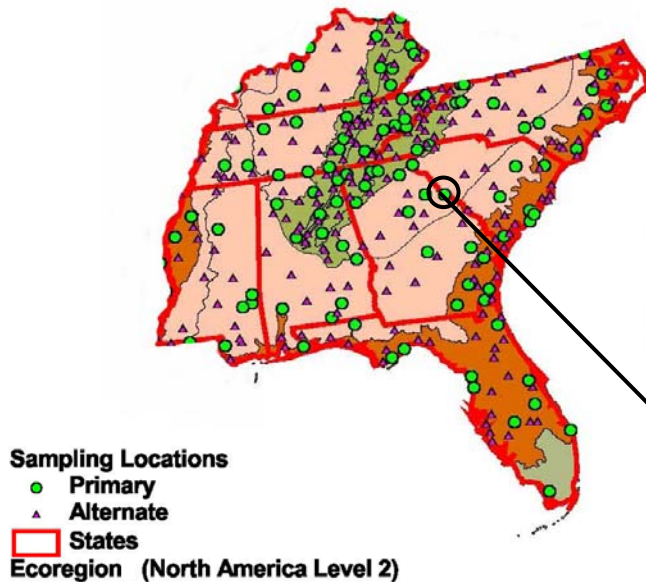 Sampling Locations
Primary
Alternate
States
Ecoregion (North America Level 2)